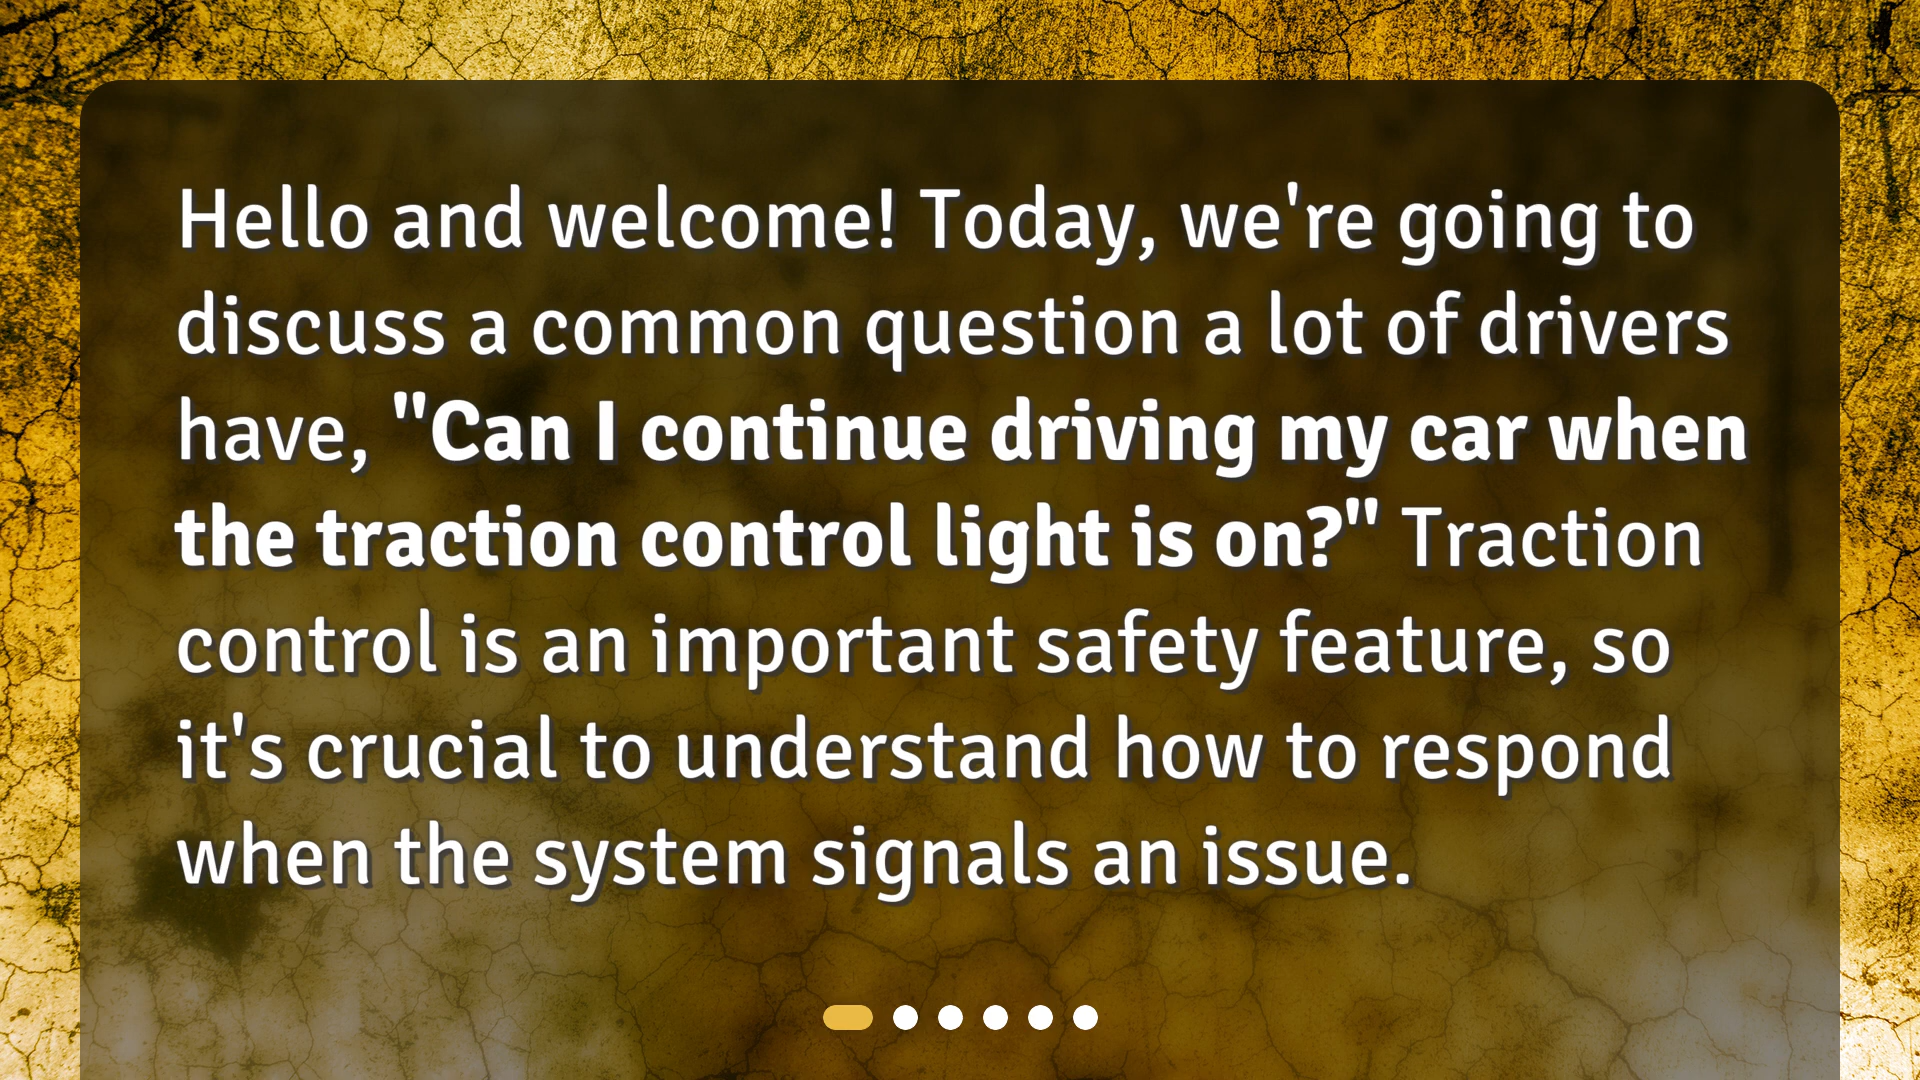 Hello and welcome! Today, we're going to
discuss a common question a lot of drivers
have, "Can I continue driving my car when
the traction control light is on?" Traction
control is an important safety feature, so
it's crucial to understand how to respond
when the system signals an issue.